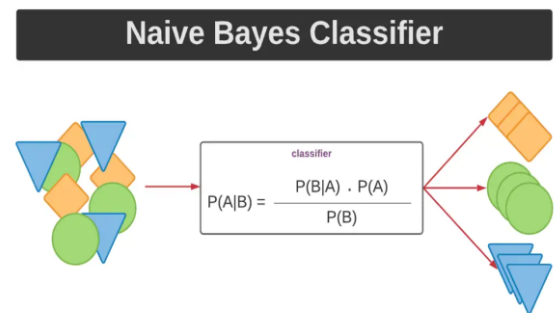 Naive Bayes Classifier
classifier
P(A|B) = P(B|A) . P(A)
P(B)